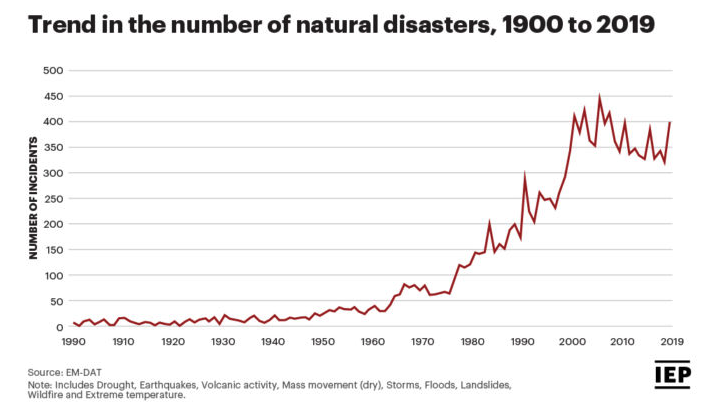 Trend in the number of natural disasters, 1900 to 2019
NUMBER OF INCIDENTS
500
450
400
350
300
250
200
150
100
50
0
1990 1910 1920 1930 1940 1950 1960 1970 1980 1990 2000 2010 2019
Source: EM-DAT
Note: Includes Drought, Earthquakes, Volcanic activity, Mass movement (dry), Storms, Floods, Landslides,
Wildfire and Extreme temperature.
IEP